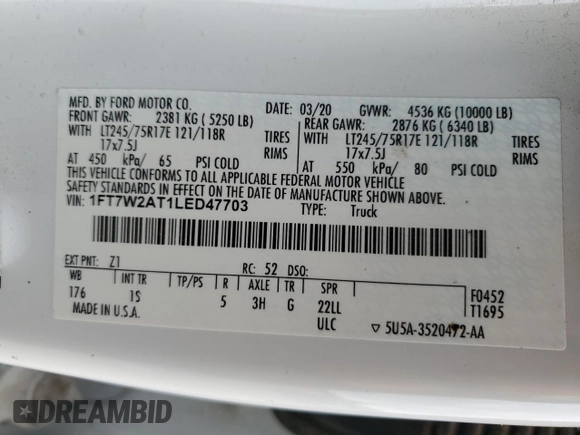 MFD. BY FORD MOTOR CO.
03/20 GVWR: 4536 KG (10000 LB)
FRONT GAWR: 2381 KG ( 5250 LB)
REAR GAWR: 2876 KG ( 6340 LB)
WITH LT245/75R17E 121/118R TIRES
WITH LT245/75R17E 121/118R TIRES
17x7.5J RIMS
17x7.5J RIMS
AT 450 kPa/ 65 PSI COLD
AT 550 kPa/ 80 PSI COLD
THIS VEHICLE CONFORMS TO ALL APPLICABLE FEDERAL MOTOR VEHICLE
SAFETY STANDARDS IN EFFECT ON THE DATE OF MANUFACTURE SHOWN ABOVE.
VIN: 1FT7W2AT1LED47703
TYPE: Truck
EXT PNT: Z1 RC: 52 DSO:
WB INT TR TP/PS R AXLE TR SPR
176 1S 5 3H G 22LL
ULC
F0452
T1695
MADE IN U.S.A.
▽ 5U5A-3520472-AA
DREAMBID